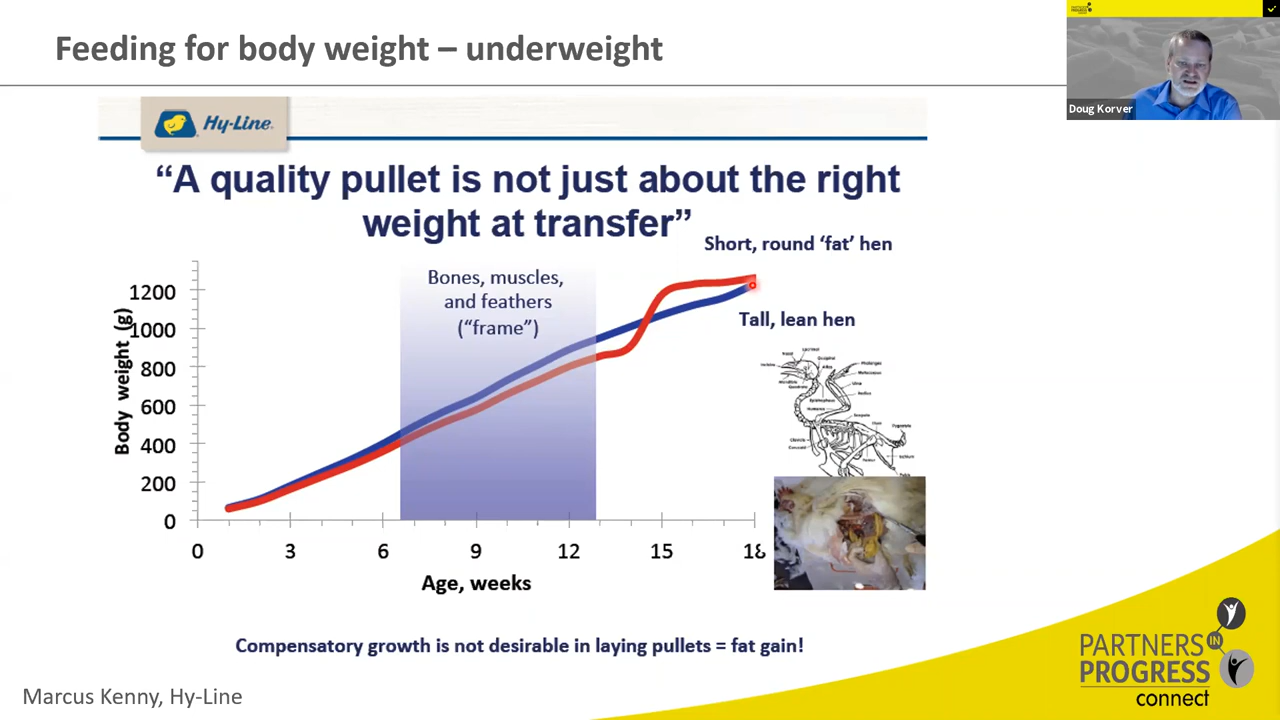 Feeding for body weight – underweight
PARTNERS
PROGRESS
Doug Korver
Hy-Line
“A quality pullet is not just about the right
weight at transfer”
Short, round ‘fat’ hen
Bones, muscles,
and feathers
(“frame”)
Tall, lean hen
Body weight (g)
1200
1000
800
600
400
200
0
0 3 6 9 12 15 18
Age, weeks
Compensatory growth is not desirable in laying pullets = fat gain!
Marcus Kenny, Hy-Line
PARTNERS IN
PROGRESS
connect